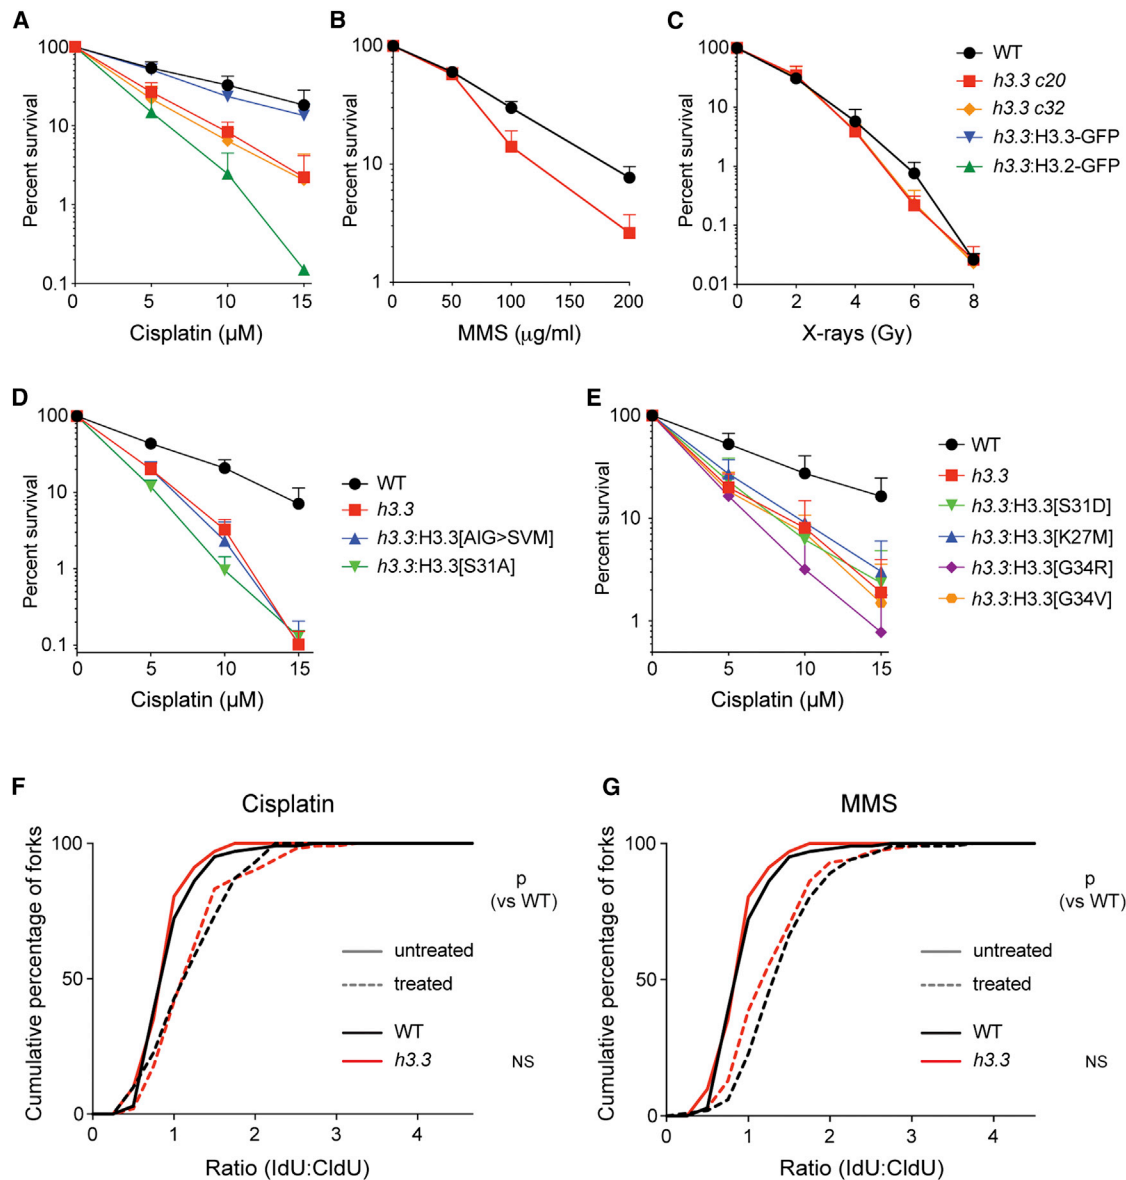 A
100
10
1
0.1
Percent survival
0
5
10
15
Cisplatin (µM)
B
100
10
1
Percent survival
0
50
100
150
200
MMS (µg/ml)
C
100
10
1
0.1
0.01
Percent survival
0
2
4
6
8
X-rays (Gy)
WT
h3.3 c20
h3.3 c32
h3.3:H3.3-GFP
h3.3:H3.2-GFP
D
100
10
1
0.1
Percent survival
0
5
10
15
Cisplatin (µM)
WT
h3.3
h3.3:H3.3[AIG>SVM]
h3.3:H3.3[S31A]
E
100
10
1
Percent survival
0
5
10
15
Cisplatin (µM)
WT
h3.3
h3.3:H3.3[S31D]
h3.3:H3.3[K27M]
h3.3:H3.3[G34R]
h3.3:H3.3[G34V]
F
Cisplatin
100
50
0
Cumulative percentage of forks
0
1
2
3
4
Ratio (IdU:CldU)
p
(vs WT)
untreated
treated
WT
h3.3
NS
G
MMS
100
50
0
Cumulative percentage of forks
0
1
2
3
4
Ratio (IdU:CldU)
p
(vs WT)
untreated
treated
WT
h3.3
NS